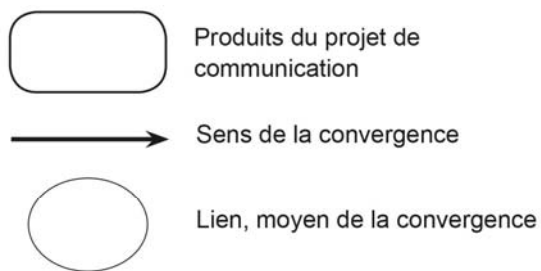 Produits du projet de
communication
Sens de la convergence
Lien, moyen de la convergence